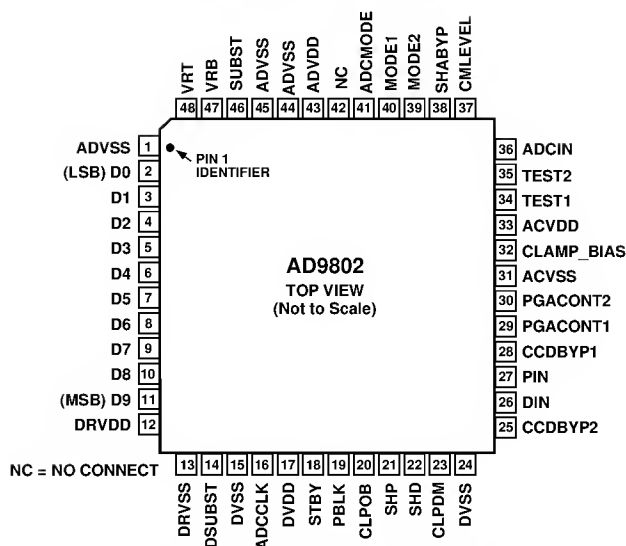 VRT
VRB
SUBST
ADVSS
ADVSS
ADVDD
NC
ADCMODE
MODE1
MODE2
SHABYP
CMLEVEL
48 47 46 45 44 43 42 41 40 39 38 37
ADVSS 1
(LSB) D0 2
D1 3
D2 4
D3 5
D4 6
D5 7
D6 8
D7 9
D8 10
(MSB) D9 11
DRVDD 12
PIN 1
IDENTIFIER
AD9802
TOP VIEW
(Not to Scale)
36 ADCIN
35 TEST2
34 TEST1
33 ACVDD
32 CLAMP_BIAS
31 ACVSS
30 PGACONT2
29 PGACONT1
28 CCDBYP1
27 PIN
26 DIN
25 CCDBYP2
NC = NO CONNECT
13 14 15 16 17 18 19 20 21 22 23 24
DRVSS
DSUBST
DVSS
ADCCLK
DVDD
STBY
PBLK
CLPOB
SHP
SHD
CLPDM
DVSS